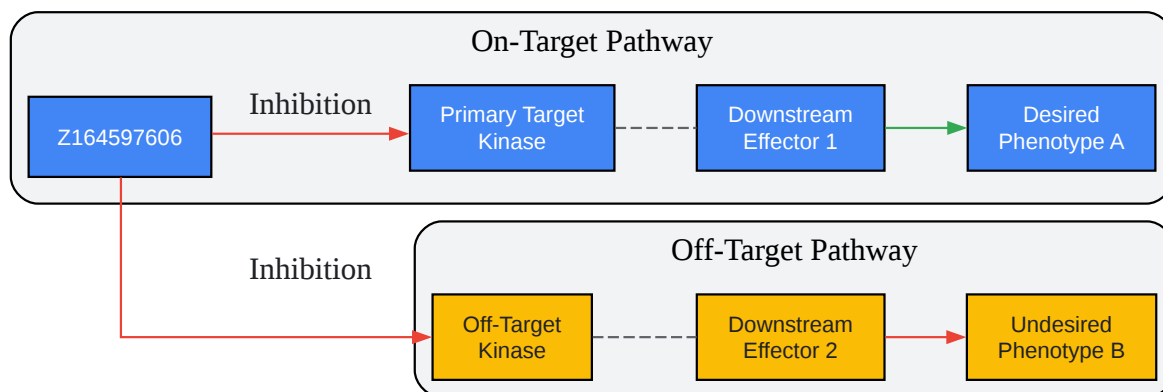 On-Target Pathway
Z164597606
Inhibition
Primary Target
Kinase
Downstream
Effector 1
Desired
Phenotype A
Off-Target Pathway
Inhibition
Off-Target
Kinase
Downstream
Effector 2
Undesired
Phenotype B